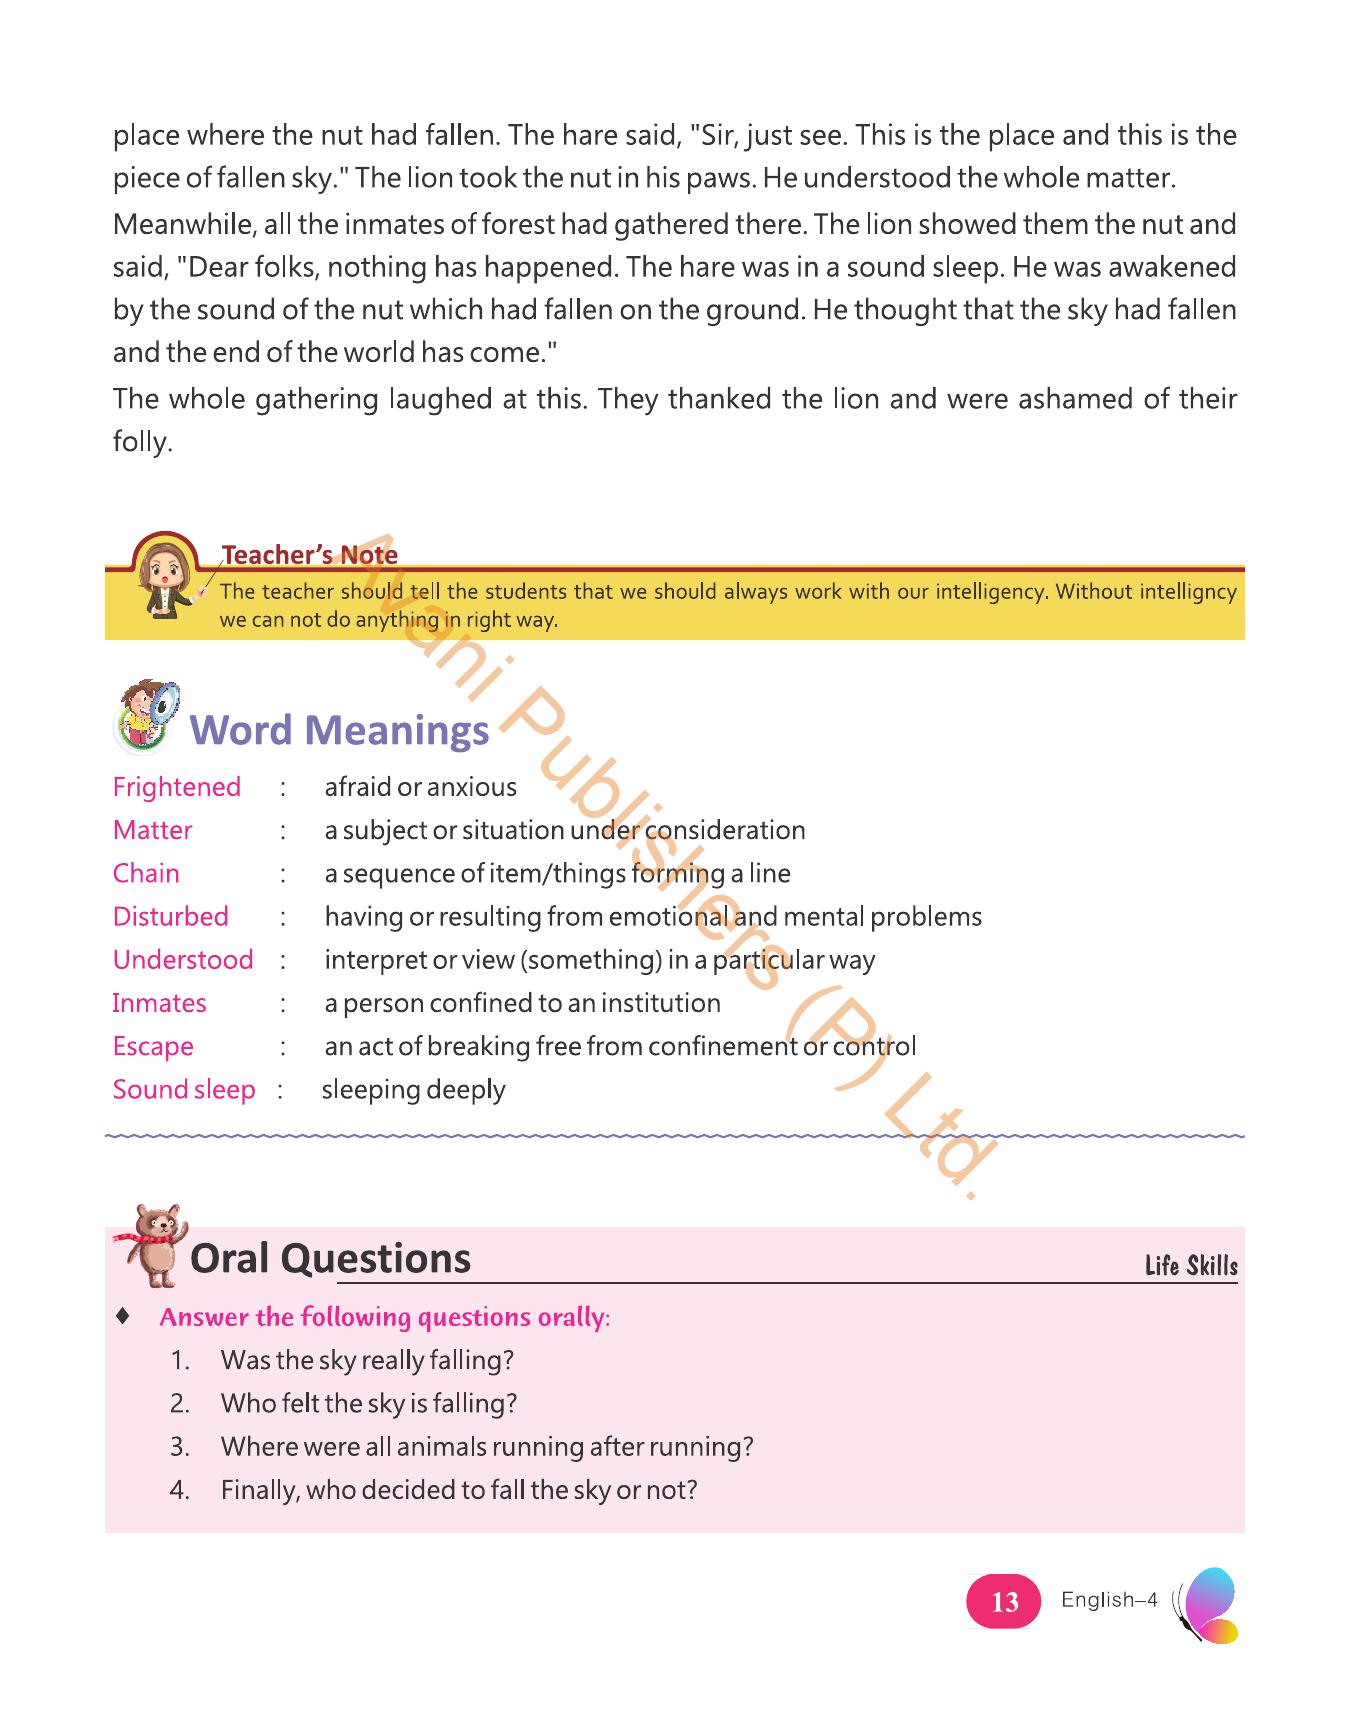 place where the nut had fallen. The hare said, "Sir, just see. This is the place and this is the
piece of fallen sky." The lion took the nut in his paws. He understood the whole matter.
Meanwhile, all the inmates of forest had gathered there. The lion showed them the nut and
said, "Dear folks, nothing has happened. The hare was in a sound sleep. He was awakened
by the sound of the nut which had fallen on the ground. He thought that the sky had fallen
and the end of the world has come."
The whole gathering laughed at this. They thanked the lion and were ashamed of their
folly.
Teacher's Note
The teacher should tell the students that we should always work with our intelligency. Without intelligncy
we can not do anything in right way.
Word Meanings
Frightened : afraid or anxious
Matter : a subject or situation under consideration
Chain : a sequence of item/things forming a line
Disturbed : having or resulting from emotional and mental problems
Understood : interpret or view (something) in a particular way
Inmates : a person confined to an institution
Escape : an act of breaking free from confinement or control
Sound sleep : sleeping deeply
Avani Publishers (P) Ltd.
Oral Questions
Life Skills
♦ Answer the following questions orally:
1. Was the sky really falling?
2. Who felt the sky is falling?
3. Where were all animals running after running?
4. Finally, who decided to fall the sky or not?
13 English–4